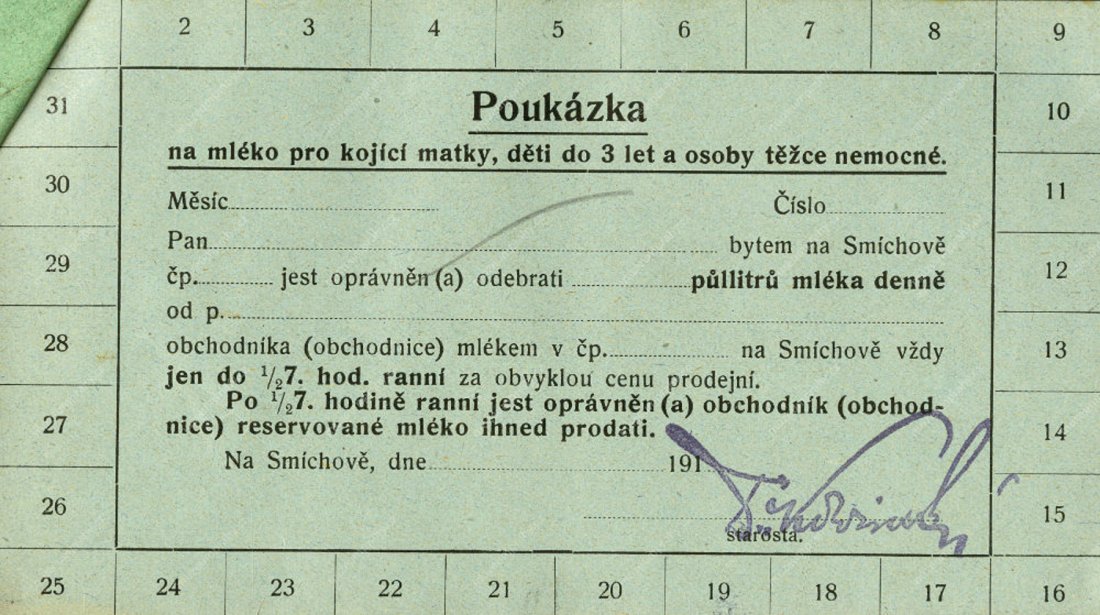 2 3 4 5 6 7 8 9
31 10
30 11
29 12
28 13
27 14
26 15
25 24 23 22 21 20 19 18 17 16
Poukázka
na mléko pro kojící matky, děti do 3 let a osoby těžce nemocné.
Měsíc Číslo
Pan bytem na Smíchově
čp. jest oprávněn (a) odebrati půllitrů mléka denně
od p.
obchodníka (obchodnice) mlékem v čp. na Smíchově vždy
jen do 1/27. hod. ranní za obvyklou cenu prodejní.
Po 1/27. hodině ranní jest oprávněn (a) obchodník (obchod-
nice) reservované mléko ihned prodati.
Na Smíchově, dne 191
starosta.